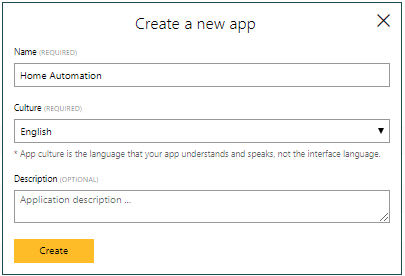 Create a new app
Name (REQUIRED)
Home Automation
Culture (REQUIRED)
English
* App culture is the language that your app understands and speaks, not the interface language.
Description (OPTIONAL)
Application description ...
Create